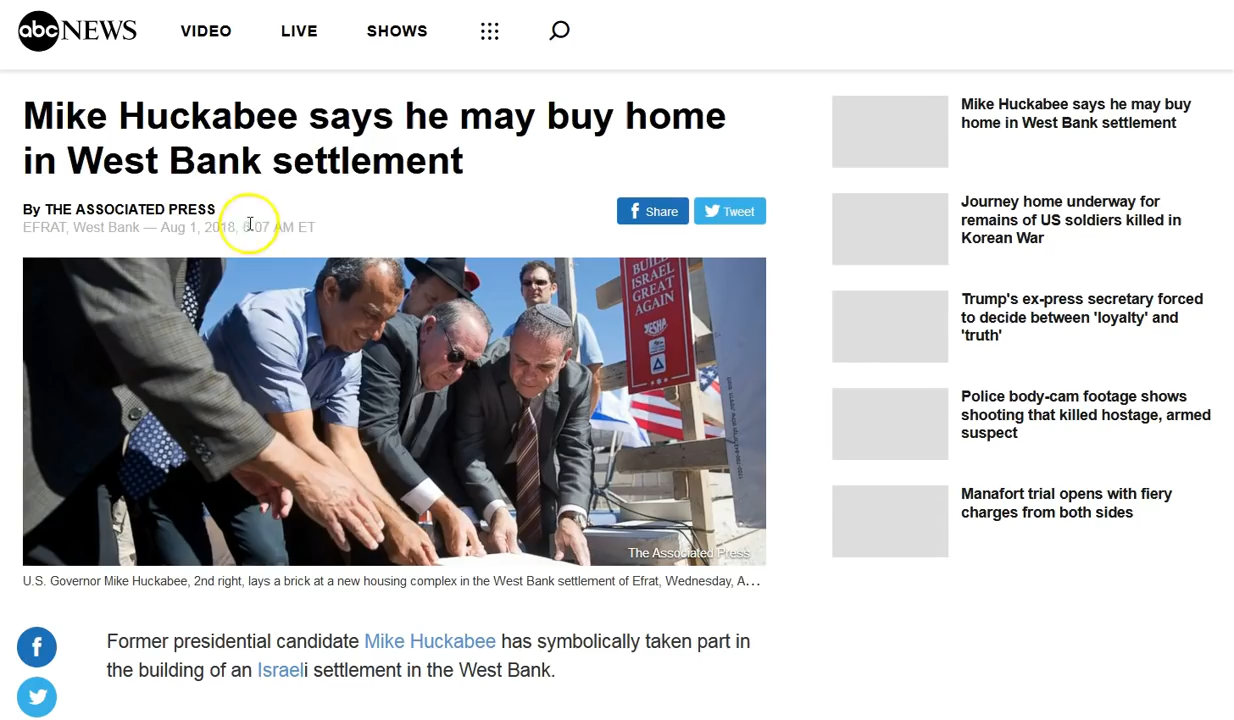 abc NEWS VIDEO LIVE SHOWS
Mike Huckabee says he may buy home
in West Bank settlement
By THE ASSOCIATED PRESS
EFRAT, West Bank — Aug 1, 2018, 6:07 AM ET
Share Tweet
BUILD
ISRAEL
GREAT
AGAIN
YESHA
The Associated Press
U.S. Governor Mike Huckabee, 2nd right, lays a brick at a new housing complex in the West Bank settlement of Efrat, Wednesday, A...
Former presidential candidate Mike Huckabee has symbolically taken part in
the building of an Israeli settlement in the West Bank.
Mike Huckabee says he may buy
home in West Bank settlement
Journey home underway for
remains of US soldiers killed in
Korean War
Trump's ex-press secretary forced
to decide between 'loyalty' and
'truth'
Police body-cam footage shows
shooting that killed hostage, armed
suspect
Manafort trial opens with fiery
charges from both sides